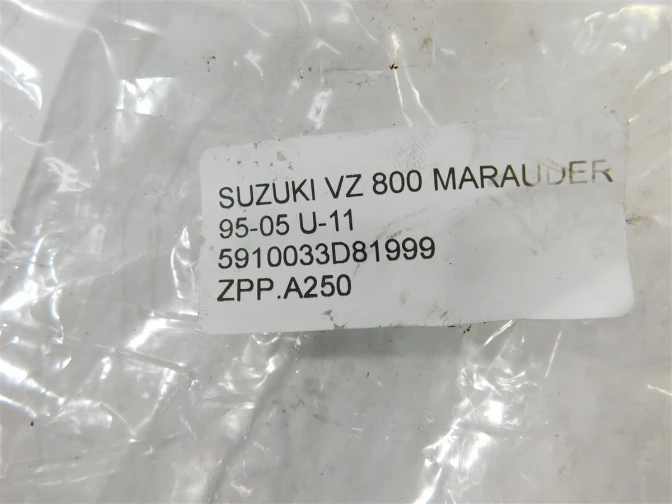 SUZUKI VZ 800 MARAUDER
95-05 U-11
5910033D81999
ZPP.A250